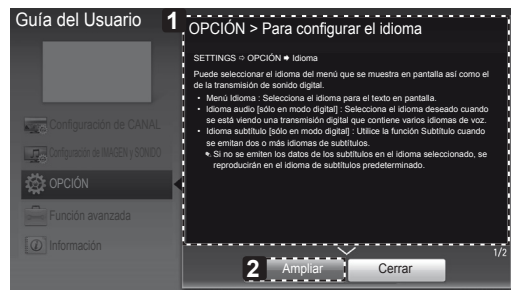 Guía del Usuario
1
OPCIÓN > Para configurar el idioma
SETTINGS ⇨ OPCIÓN ➧ Idioma
Puede seleccionar el idioma del menú que se muestra en pantalla así como el
de la transmisión de sonido digital.
• Menú Idioma : Selecciona el idioma para el texto en pantalla.
• Idioma audio [sólo en modo digital] : Selecciona el idioma deseado cuando
se está viendo una transmisión digital que contiene varios idiomas de voz.
• Idioma subtítulo [sólo en modo digital] : Utilice la función Subtítulo cuando
se emitan dos o más idiomas de subtítulos.
Si no se emiten los datos de los subtítulos en el idioma seleccionado, se
reproducirán en el idioma de subtítulos predeterminado.
Configuración de CANAL
Configuración de IMAGEN y SONIDO
OPCIÓN
Función avanzada
Información
1/2
2
Ampliar
Cerrar